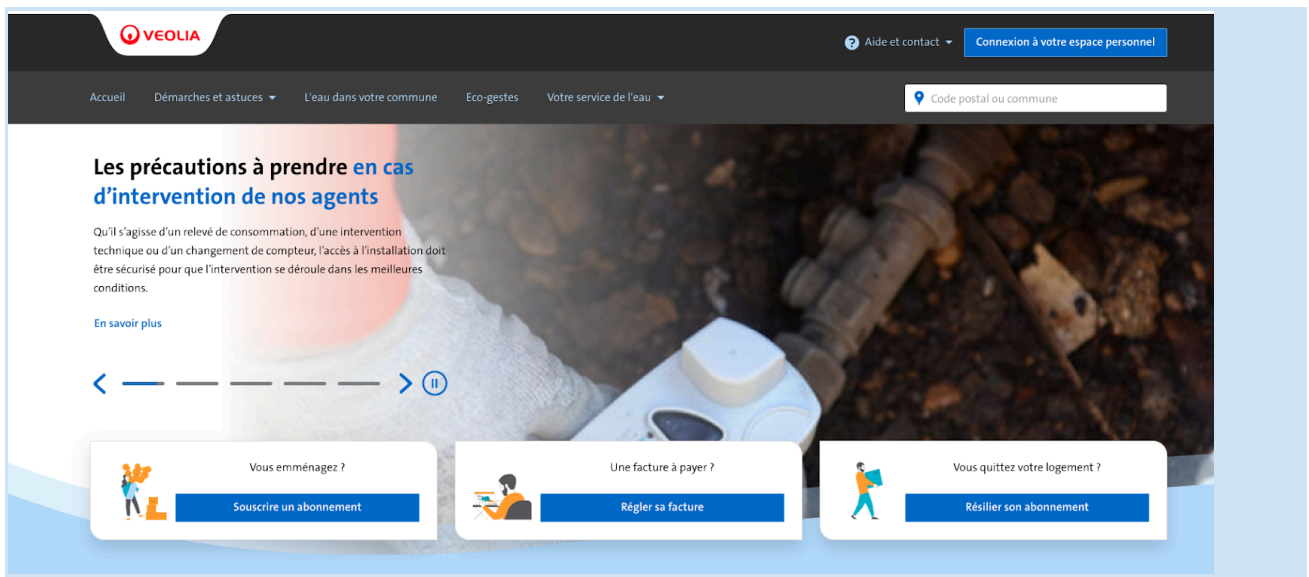 VEOLIA
Aide et contact
Connexion à votre espace personnel
Accueil
Démarches et astuces
L'eau dans votre commune
Eco-gestes
Votre service de l'eau
Code postal ou commune
Les précautions à prendre en cas
d'intervention de nos agents
Qu'il s'agisse d'un relevé de consommation, d'une intervention
technique ou d'un changement de compteur, l'accès à l'installation doit
être sécurisé pour que l'intervention se déroule dans les meilleures
conditions.
En savoir plus
Vous emménagez ?
Souscrire un abonnement
Une facture à payer ?
Régler sa facture
Vous quittez votre logement ?
Résilier son abonnement